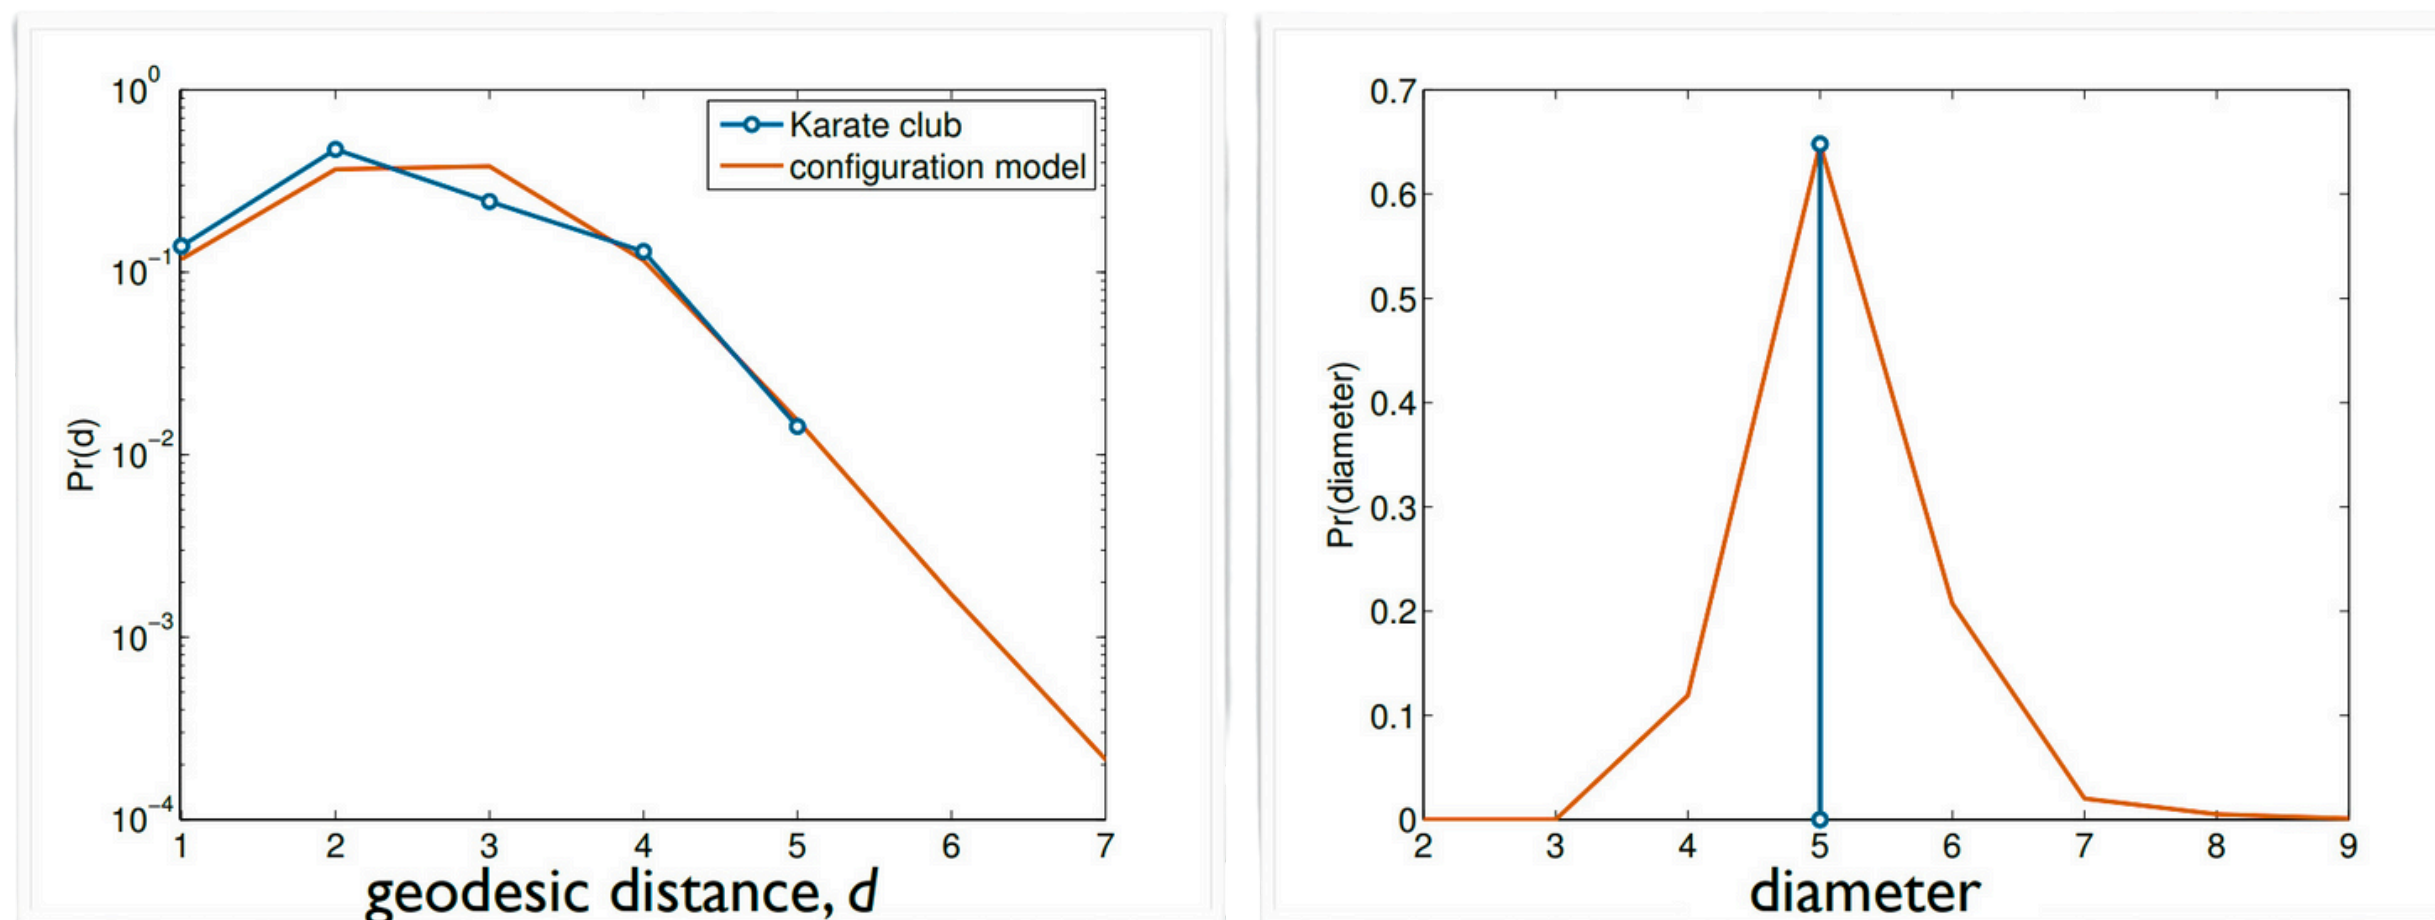 10^0
10^−1
10^−2
10^−3
10^−4
Pr(d)
Karate club
configuration model
1 2 3 4 5 6 7
geodesic distance, d
0.7
0.6
0.5
0.4
0.3
0.2
0.1
0
Pr(diameter)
2 3 4 5 6 7 8 9
diameter